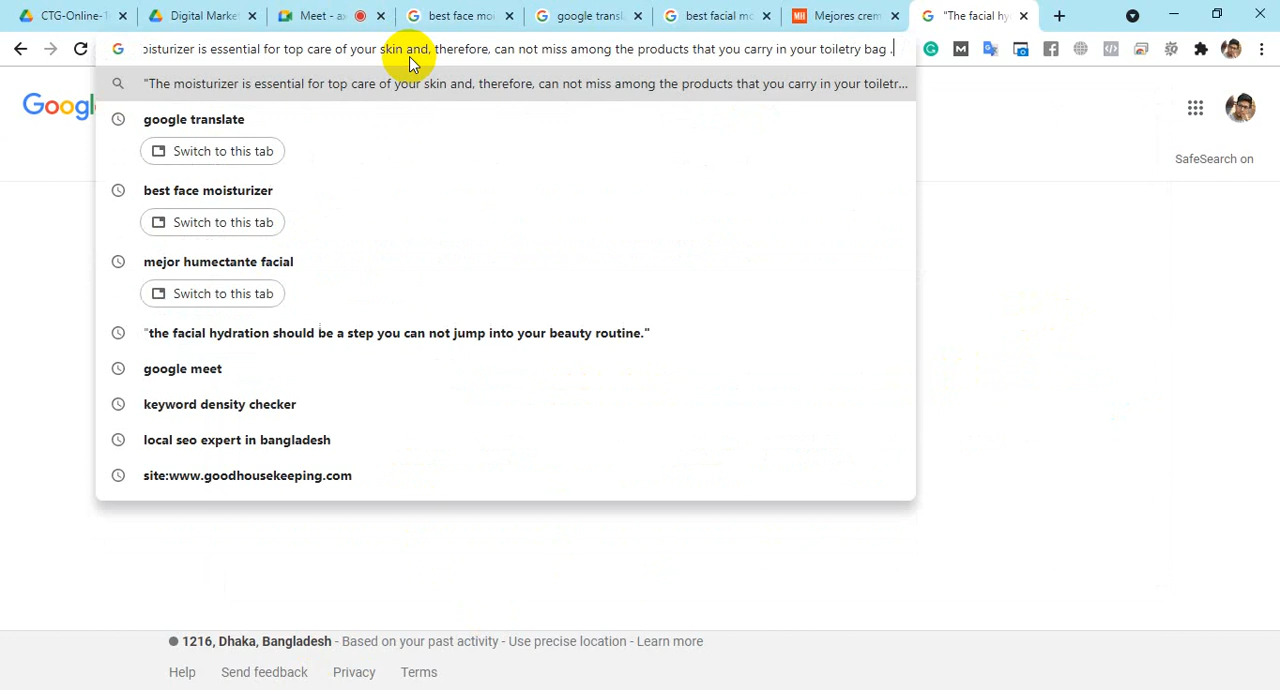 CTG-Online-1
Digital Market
Meet - ax
best face moi
google transl
best facial mo
Mejores crem
"The facial hy
oisturizer is essential for top care of your skin and, therefore, can not miss among the products that you carry in your toiletry bag .
"The moisturizer is essential for top care of your skin and, therefore, can not miss among the products that you carry in your toiletr...
Google
google translate
Switch to this tab
SafeSearch on
best face moisturizer
Switch to this tab
mejor humectante facial
Switch to this tab
"the facial hydration should be a step you can not jump into your beauty routine."
google meet
keyword density checker
local seo expert in bangladesh
site:www.goodhousekeeping.com
1216, Dhaka, Bangladesh - Based on your past activity - Use precise location - Learn more
Help Send feedback Privacy Terms